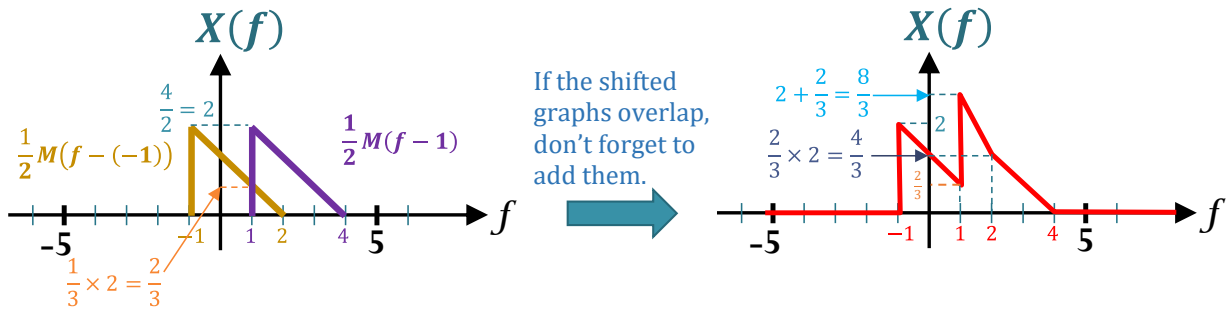 X(f)
4/2 = 2
1/2 M(f − (−1))
1/2 M(f − 1)
f
−5
−1
1
2
4
5
1/3 × 2 = 2/3
If the shifted
graphs overlap,
don’t forget to
add them.
X(f)
2 + 2/3 = 8/3
2
2/3 × 2 = 4/3
2/3
f
−5
−1
1
2
4
5